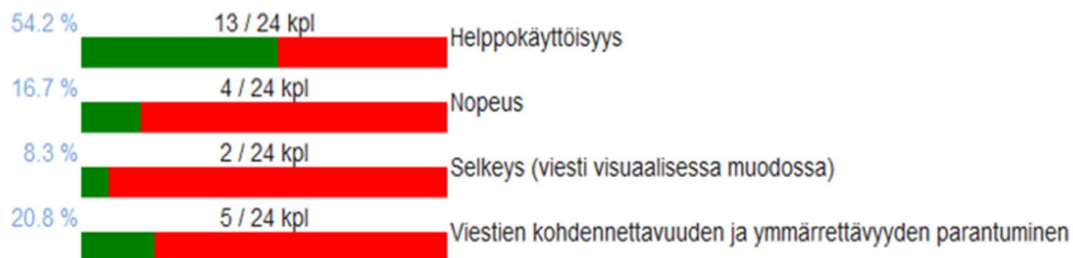 54.2 % 13 / 24 kpl Helppokäyttöisyys
16.7 % 4 / 24 kpl Nopeus
8.3 % 2 / 24 kpl Selkeys (viesti visuaalisessa muodossa)
20.8 % 5 / 24 kpl Viestien kohdennettavuuden ja ymmärrettävyyden parantuminen